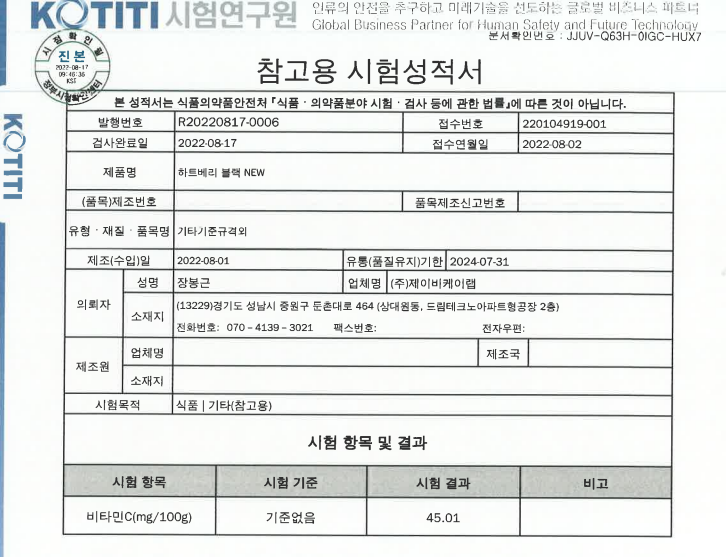 KOTITI 시험연구원
인류의 안전을 추구하고 미래기술을 선도하는 글로벌 비즈니스 파트너
Global Business Partner for Human Safety and Future Technology
문서확인번호 : JJUV-Q63H-0IGC-HUX7
시점확인필
진본
2022-08-17
09:46:36
KST
정부시점확인센터
KOTITI
참고용 시험성적서
본 성적서는 식품의약품안전처 『식품ㆍ의약품분야 시험ㆍ검사 등에 관한 법률』에 따른 것이 아닙니다.
발행번호 R20220817-0006 접수번호 220104919-001
검사완료일 2022-08-17 접수연월일 2022-08-02
제품명 하트베리 블랙 NEW
(품목)제조번호 품목제조신고번호
유형ㆍ재질ㆍ품목명 기타기준규격외
제조(수입)일 2022-08-01 유통(품질유지)기한 2024-07-31
의뢰자 성명 장봉근 업체명 (주)제이비케이랩
소재지 (13229)경기도 성남시 중원구 둔촌대로 464 (상대원동, 드림테크노아파트형공장 2층)
전화번호: 070 – 4139 – 3021 팩스번호: 전자우편:
제조원 업체명 제조국
소재지
시험목적 식품 | 기타(참고용)
시험 항목 및 결과
시험 항목 시험 기준 시험 결과 비고
비타민C(mg/100g) 기준없음 45.01